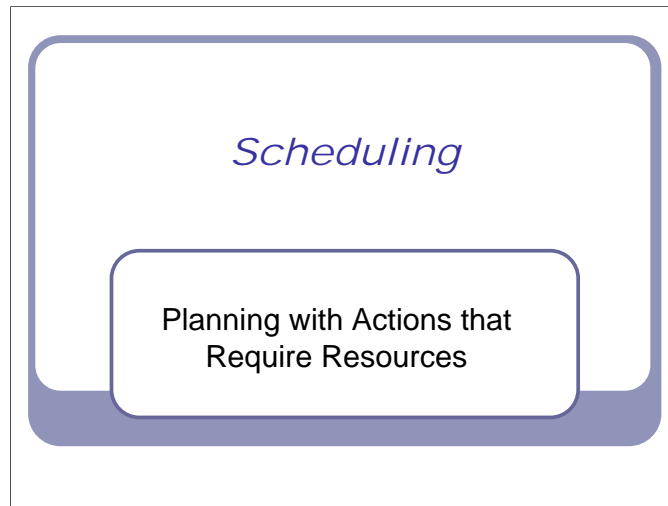 Scheduling
Planning with Actions that
Require Resources